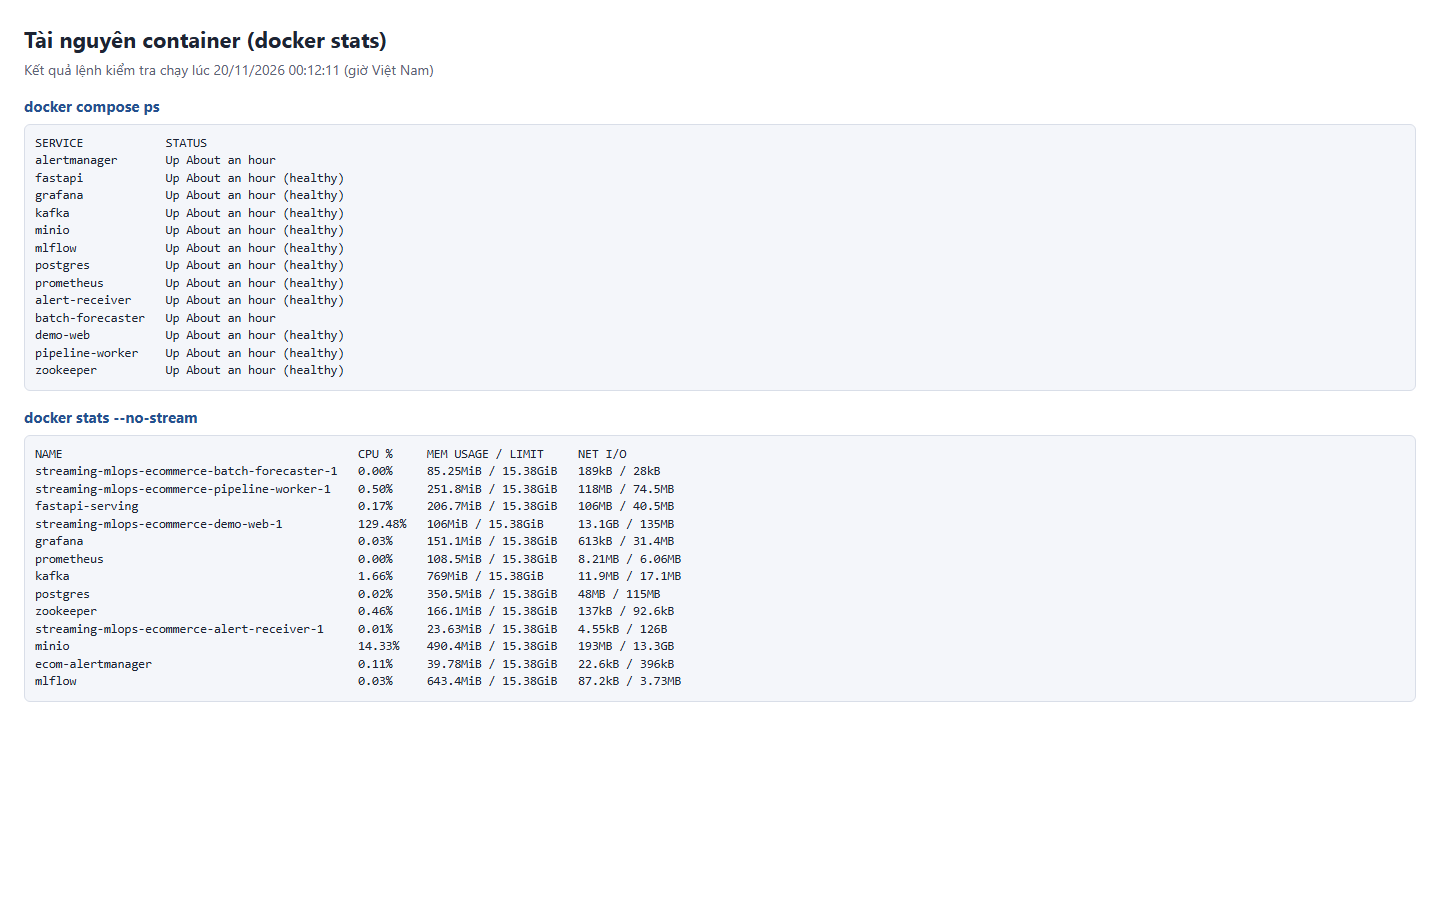 Tài nguyên container (docker stats)
Kết quả lệnh kiểm tra chạy lúc 20/11/2026 00:12:11 (giờ Việt Nam)
docker compose ps
SERVICE STATUS
alertmanager Up About an hour
fastapi Up About an hour (healthy)
grafana Up About an hour (healthy)
kafka Up About an hour (healthy)
minio Up About an hour (healthy)
mlflow Up About an hour (healthy)
postgres Up About an hour (healthy)
prometheus Up About an hour (healthy)
alert-receiver Up About an hour (healthy)
batch-forecaster Up About an hour
demo-web Up About an hour (healthy)
pipeline-worker Up About an hour (healthy)
zookeeper Up About an hour (healthy)
docker stats --no-stream
NAME CPU % MEM USAGE / LIMIT NET I/O
streaming-mlops-ecommerce-batch-forecaster-1 0.00% 85.25MiB / 15.38GiB 189kB / 28kB
streaming-mlops-ecommerce-pipeline-worker-1 0.50% 251.8MiB / 15.38GiB 118MB / 74.5MB
fastapi-serving 0.17% 206.7MiB / 15.38GiB 106MB / 40.5MB
streaming-mlops-ecommerce-demo-web-1 129.48% 106MiB / 15.38GiB 13.1GB / 135MB
grafana 0.03% 151.1MiB / 15.38GiB 613kB / 31.4MB
prometheus 0.00% 108.5MiB / 15.38GiB 8.21MB / 6.06MB
kafka 1.66% 769MiB / 15.38GiB 11.9MB / 17.1MB
postgres 0.02% 350.5MiB / 15.38GiB 48MB / 115MB
zookeeper 0.46% 166.1MiB / 15.38GiB 137kB / 92.6kB
streaming-mlops-ecommerce-alert-receiver-1 0.01% 23.63MiB / 15.38GiB 4.55kB / 126B
minio 14.33% 490.4MiB / 15.38GiB 193MB / 13.3GB
ecom-alertmanager 0.11% 39.78MiB / 15.38GiB 22.6kB / 396kB
mlflow 0.03% 643.4MiB / 15.38GiB 87.2kB / 3.73MB